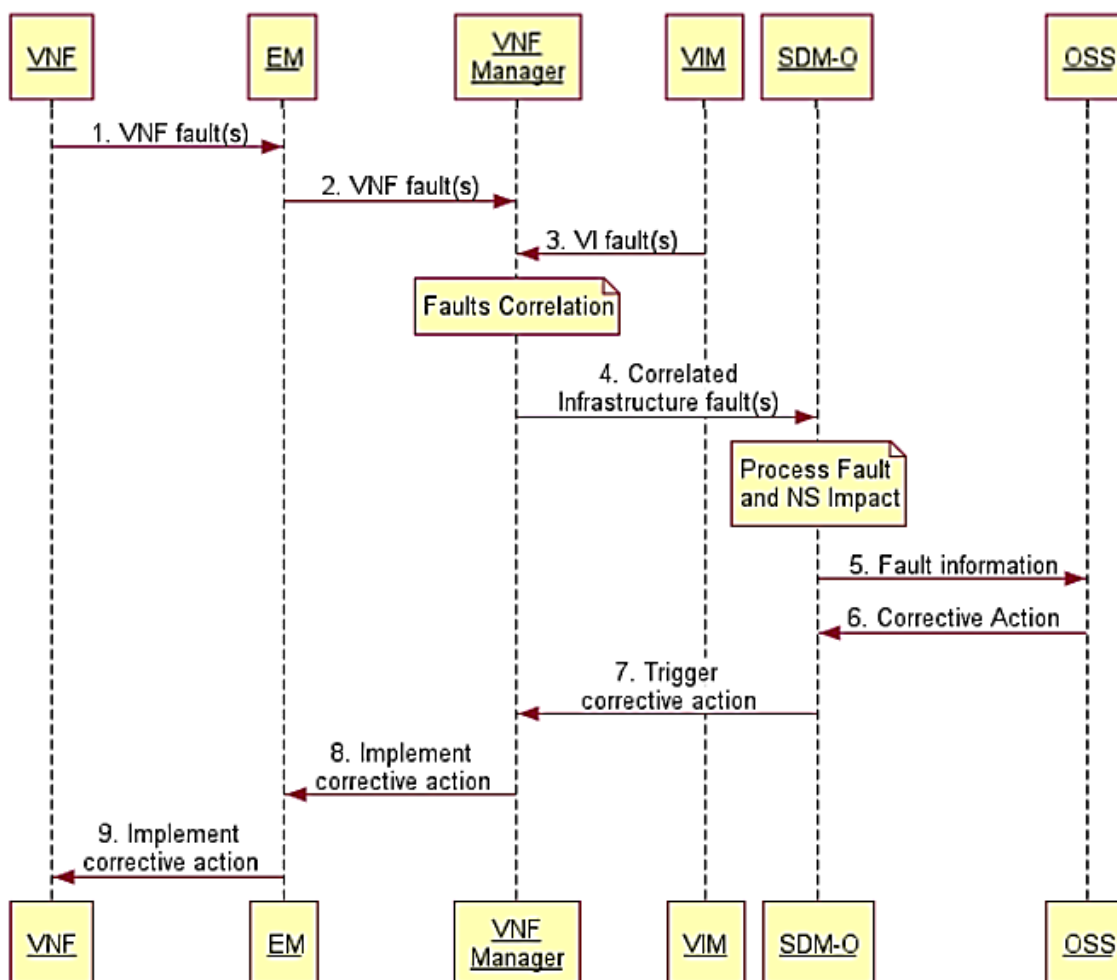 VNF
EM
VNF
Manager
VIM
SDM-O
OSS
1. VNF fault(s)
2. VNF fault(s)
3. VI fault(s)
Faults Correlation
4. Correlated
Infrastructure fault(s)
Process Fault
and NS Impact
5. Fault information
6. Corrective Action
7. Trigger
corrective action
8. Implement
corrective action
9. Implement
corrective action
VNF
EM
VNF
Manager
VIM
SDM-O
OSS